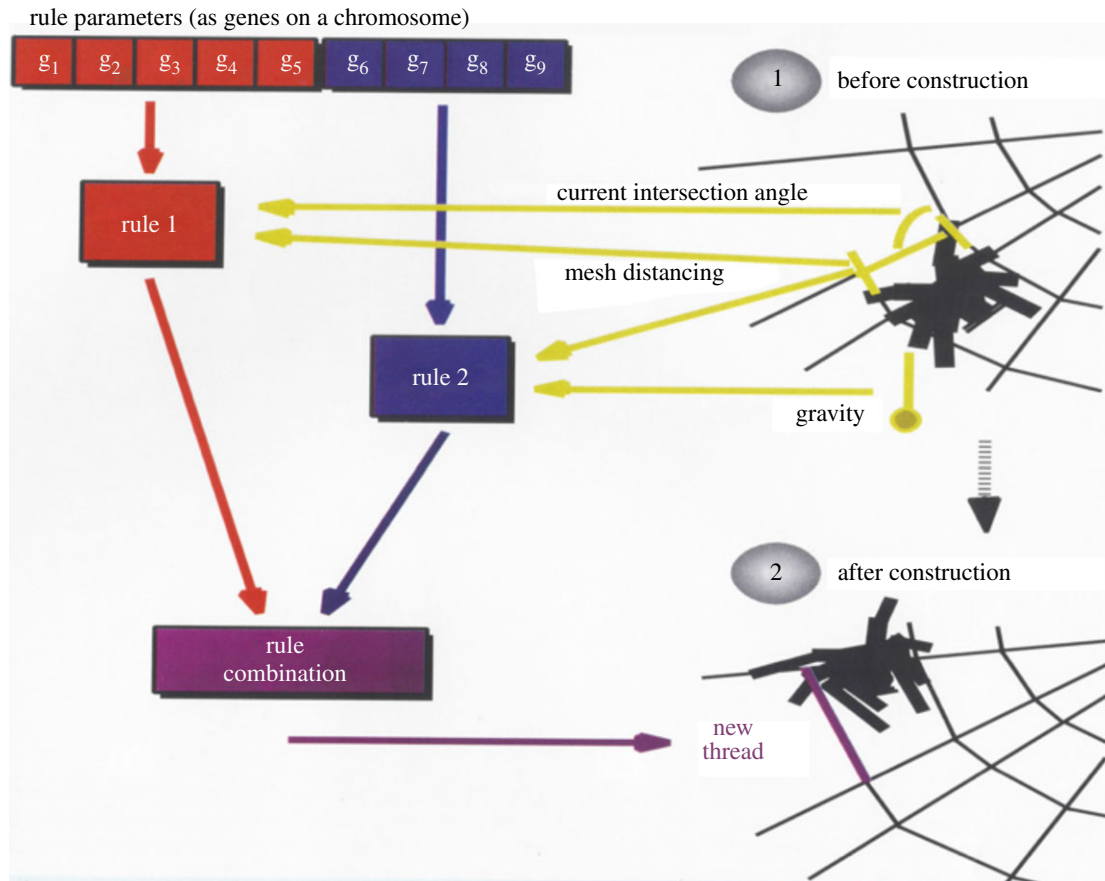 rule parameters (as genes on a chromosome)
g1 g2 g3 g4 g5 g6 g7 g8 g9
1 before construction
current intersection angle
rule 1
mesh distancing
rule 2
gravity
2 after construction
rule
combination
new
thread